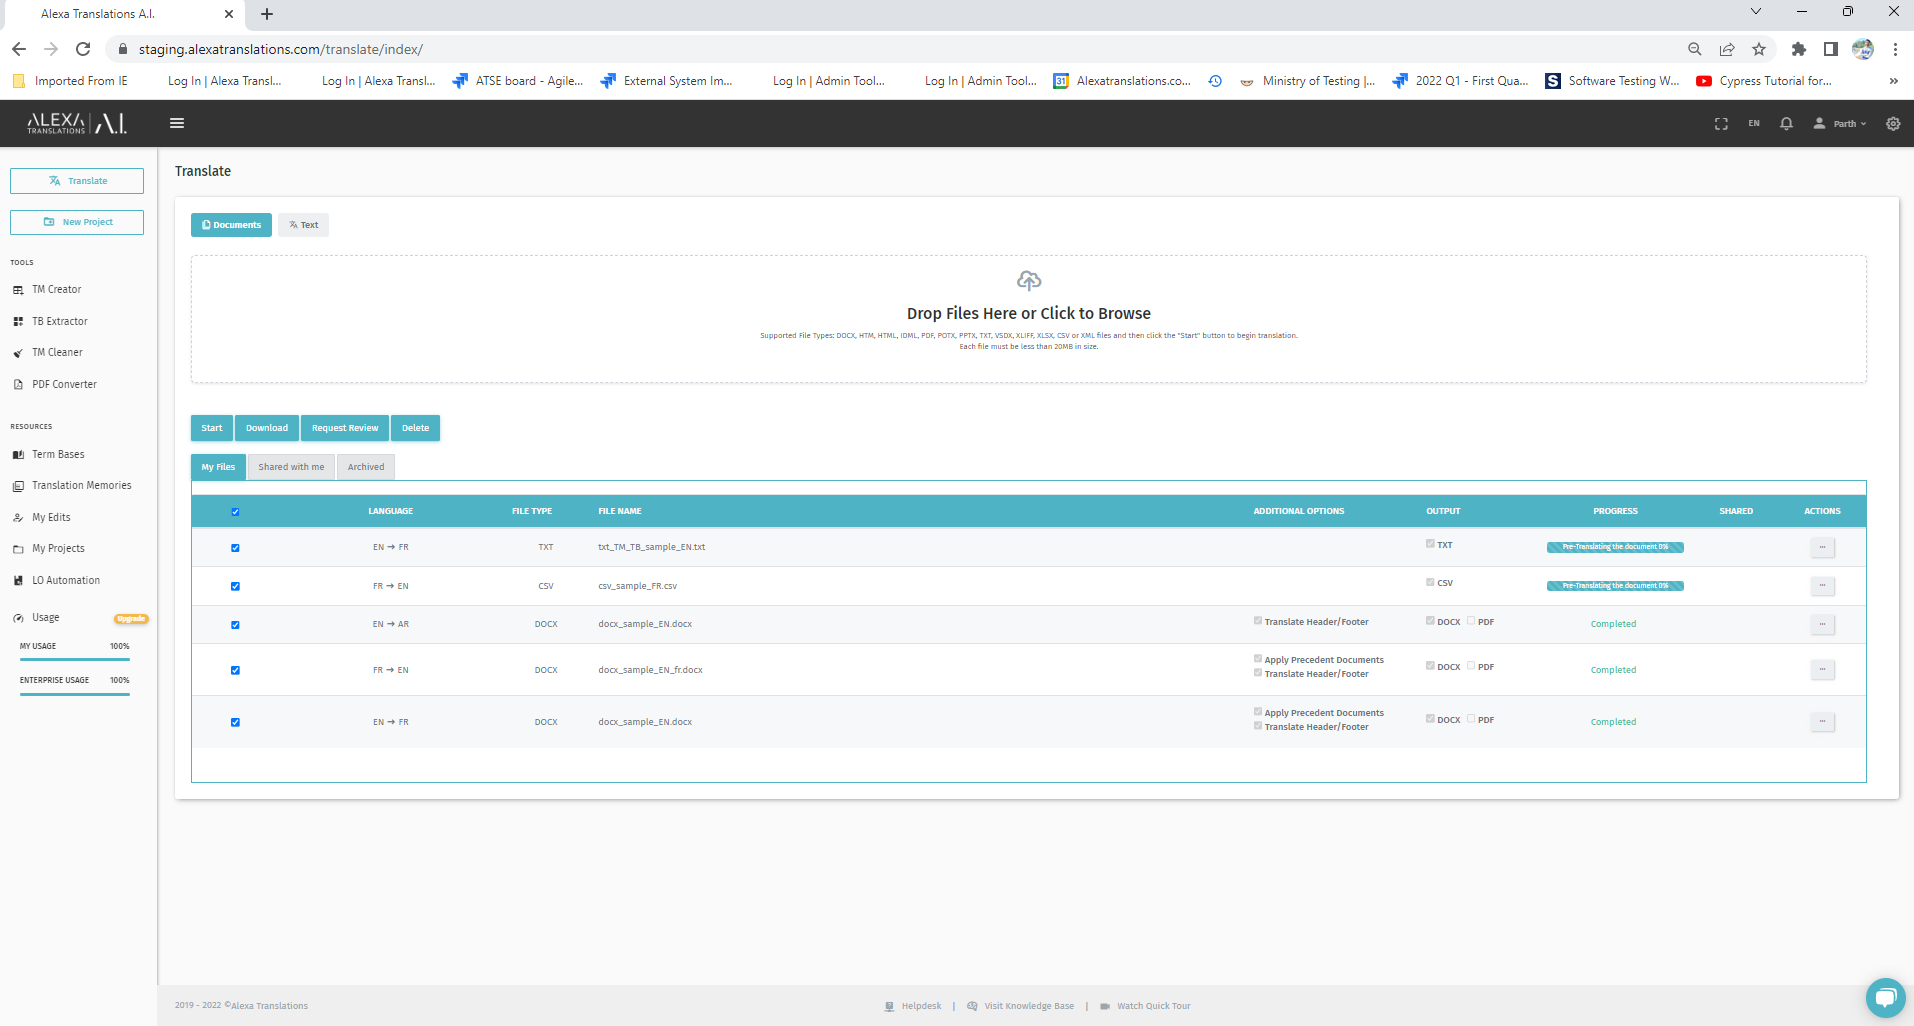 Alexa Translations A.I.
staging.alexatranslations.com/translate/index/
Imported From IE
Log In | Alexa Transl...
Log In | Alexa Transl...
ATSE board - Agile...
External System Im...
Log In | Admin Tool...
Log In | Admin Tool...
31
Alexatranslations.co...
Ministry of Testing |...
2022 Q1 - First Qua...
S
Software Testing W...
Cypress Tutorial for...
»
ALEXA TRANSLATIONS | A.I.
EN
Parth
Translate
New Project
TOOLS
TM Creator
TB Extractor
TM Cleaner
PDF Converter
RESOURCES
Term Bases
Translation Memories
My Edits
My Projects
LO Automation
Usage Upgrade
MY USAGE 100%
ENTERPRISE USAGE 100%
Translate
Documents Text
Drop Files Here or Click to Browse
Supported File Types: DOCX, HTM, HTML, IDML, PDF, POTX, PPTX, TXT, VSDX, XLIFF, XLSX, CSV or XML files and then click the "Start" button to begin translation.
Each file must be less than 20MB in size.
Start Download Request Review Delete
My Files Shared with me Archived
LANGUAGE FILE TYPE FILE NAME ADDITIONAL OPTIONS OUTPUT PROGRESS SHARED ACTIONS
EN → FR TXT txt_TM_TB_sample_EN.txt TXT Pre-Translating the document 0% ...
FR → EN CSV csv_sample_FR.csv CSV Pre-Translating the document 0% ...
EN → AR DOCX docx_sample_EN.docx Translate Header/Footer DOCX PDF Completed ...
FR → EN DOCX docx_sample_EN_fr.docx Apply Precedent Documents Translate Header/Footer DOCX PDF Completed ...
EN → FR DOCX docx_sample_EN.docx Apply Precedent Documents Translate Header/Footer DOCX PDF Completed ...
2019 - 2022 ©Alexa Translations
Helpdesk | Visit Knowledge Base | Watch Quick Tour